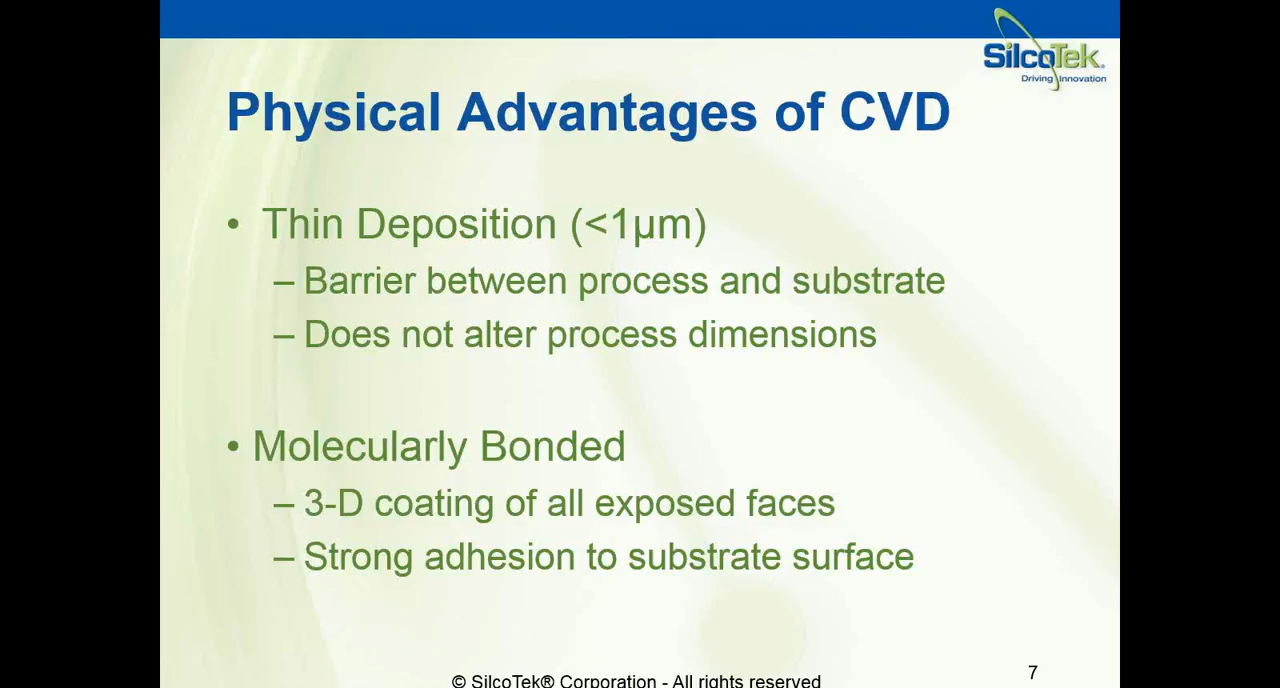 SilcoTek®
Driving Innovation
Physical Advantages of CVD
• Thin Deposition (<1µm)
– Barrier between process and substrate
– Does not alter process dimensions
• Molecularly Bonded
– 3-D coating of all exposed faces
– Strong adhesion to substrate surface
© SilcoTek® Corporation - All rights reserved
7